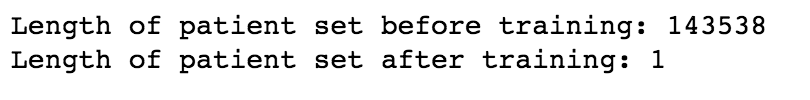 Length of patient set before training: 143538
Length of patient set after training: 1